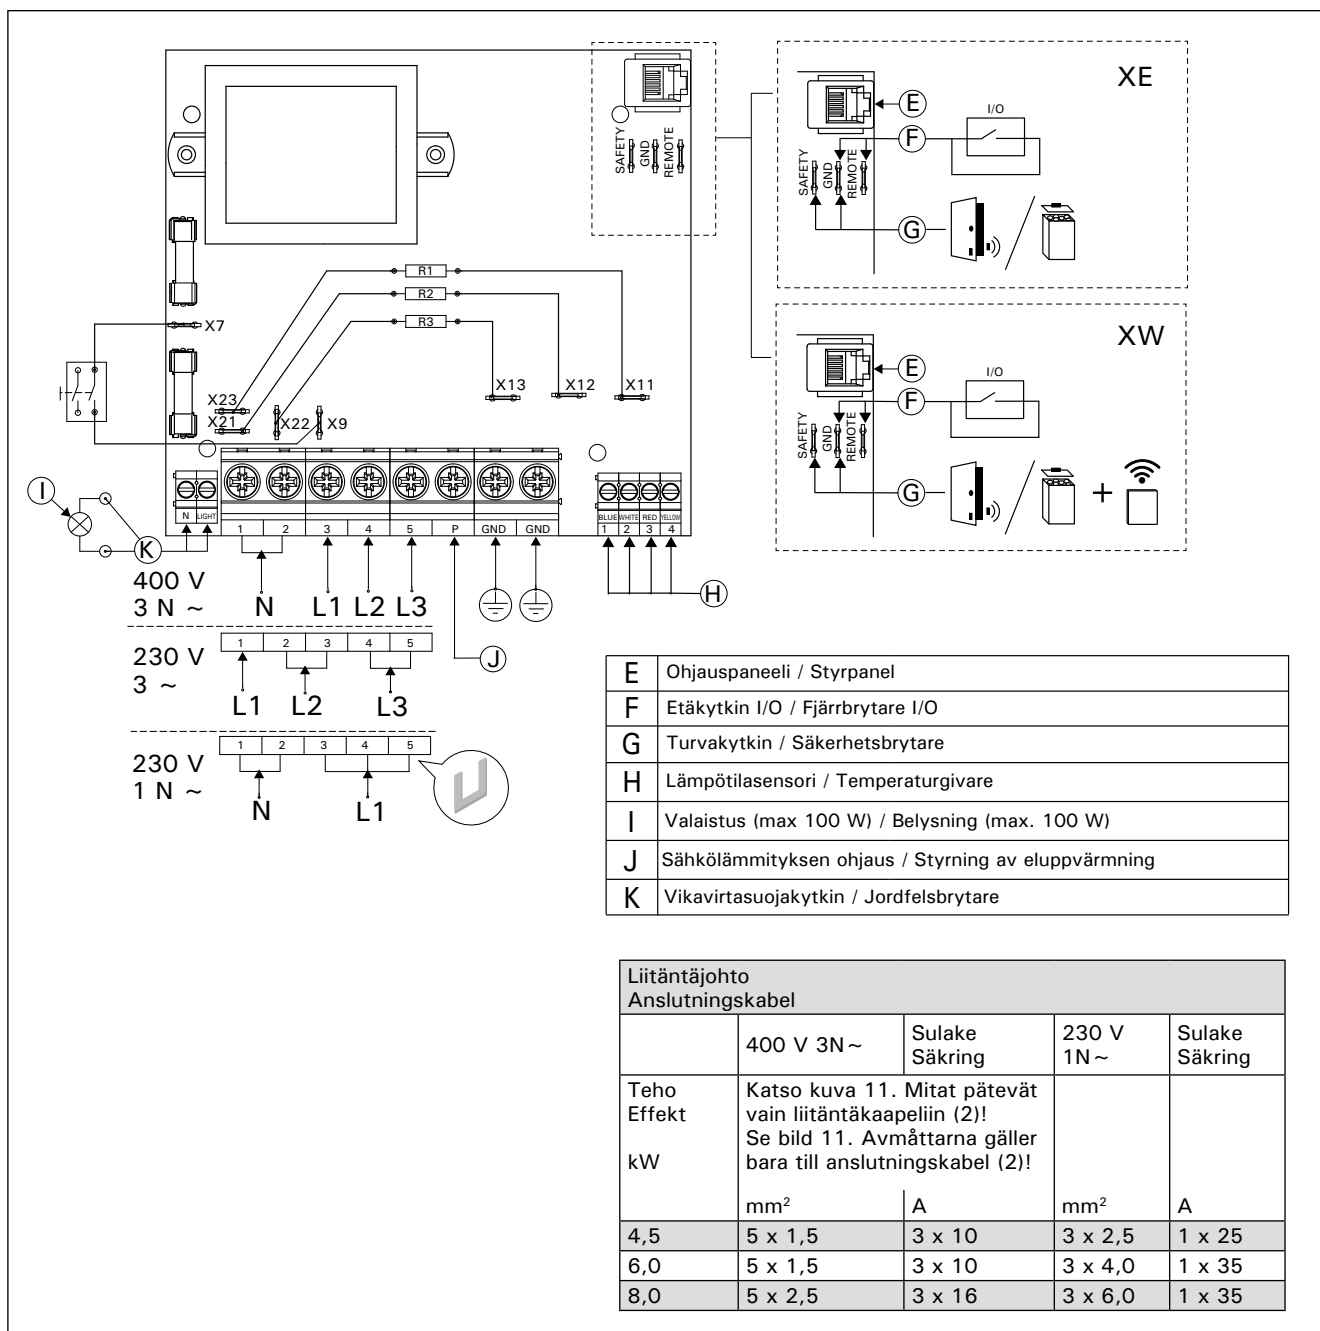 XE
E
I/O
F
SAFETY
GND
REMOTE
SAFETY
GND
REMOTE
G
R1
R2
R3
X7
XW
E
I/O
F
SAFETY
GND
REMOTE
G
+
X13
X12
X11
X23
X21
X22
X9
I
N
LIGHT
K
1
2
3
4
5
P
GND
GND
BLUE
WHITE
RED
YELLOW
1
2
3
4
H
400 V
3 N ~
N
L1
L2
L3
J
230 V
3 ~
1
2
3
4
5
L1
L2
L3
230 V
1 N ~
1
2
3
4
5
N
L1
E Ohjauspaneeli / Styrpanel
F Etäkytkin I/O / Fjärrbrytare I/O
G Turvakytkin / Säkerhetsbrytare
H Lämpötilasensori / Temperaturgivare
I Valaistus (max 100 W) / Belysning (max. 100 W)
J Sähkölämmityksen ohjaus / Styrning av eluppvärmning
K Vikavirtasuojakytkin / Jordfelsbrytare
Liitäntäjohto
Anslutningskabel
400 V 3N~
Sulake
Säkring
230 V
1N~
Sulake
Säkring
Teho
Effekt
kW
Katso kuva 11. Mitat pätevät
vain liitäntäkaapeliin (2)!
Se bild 11. Avmåttarna gäller
bara till anslutningskabel (2)!
mm² A mm² A
4,5 5 x 1,5 3 x 10 3 x 2,5 1 x 25
6,0 5 x 1,5 3 x 10 3 x 4,0 1 x 35
8,0 5 x 2,5 3 x 16 3 x 6,0 1 x 35